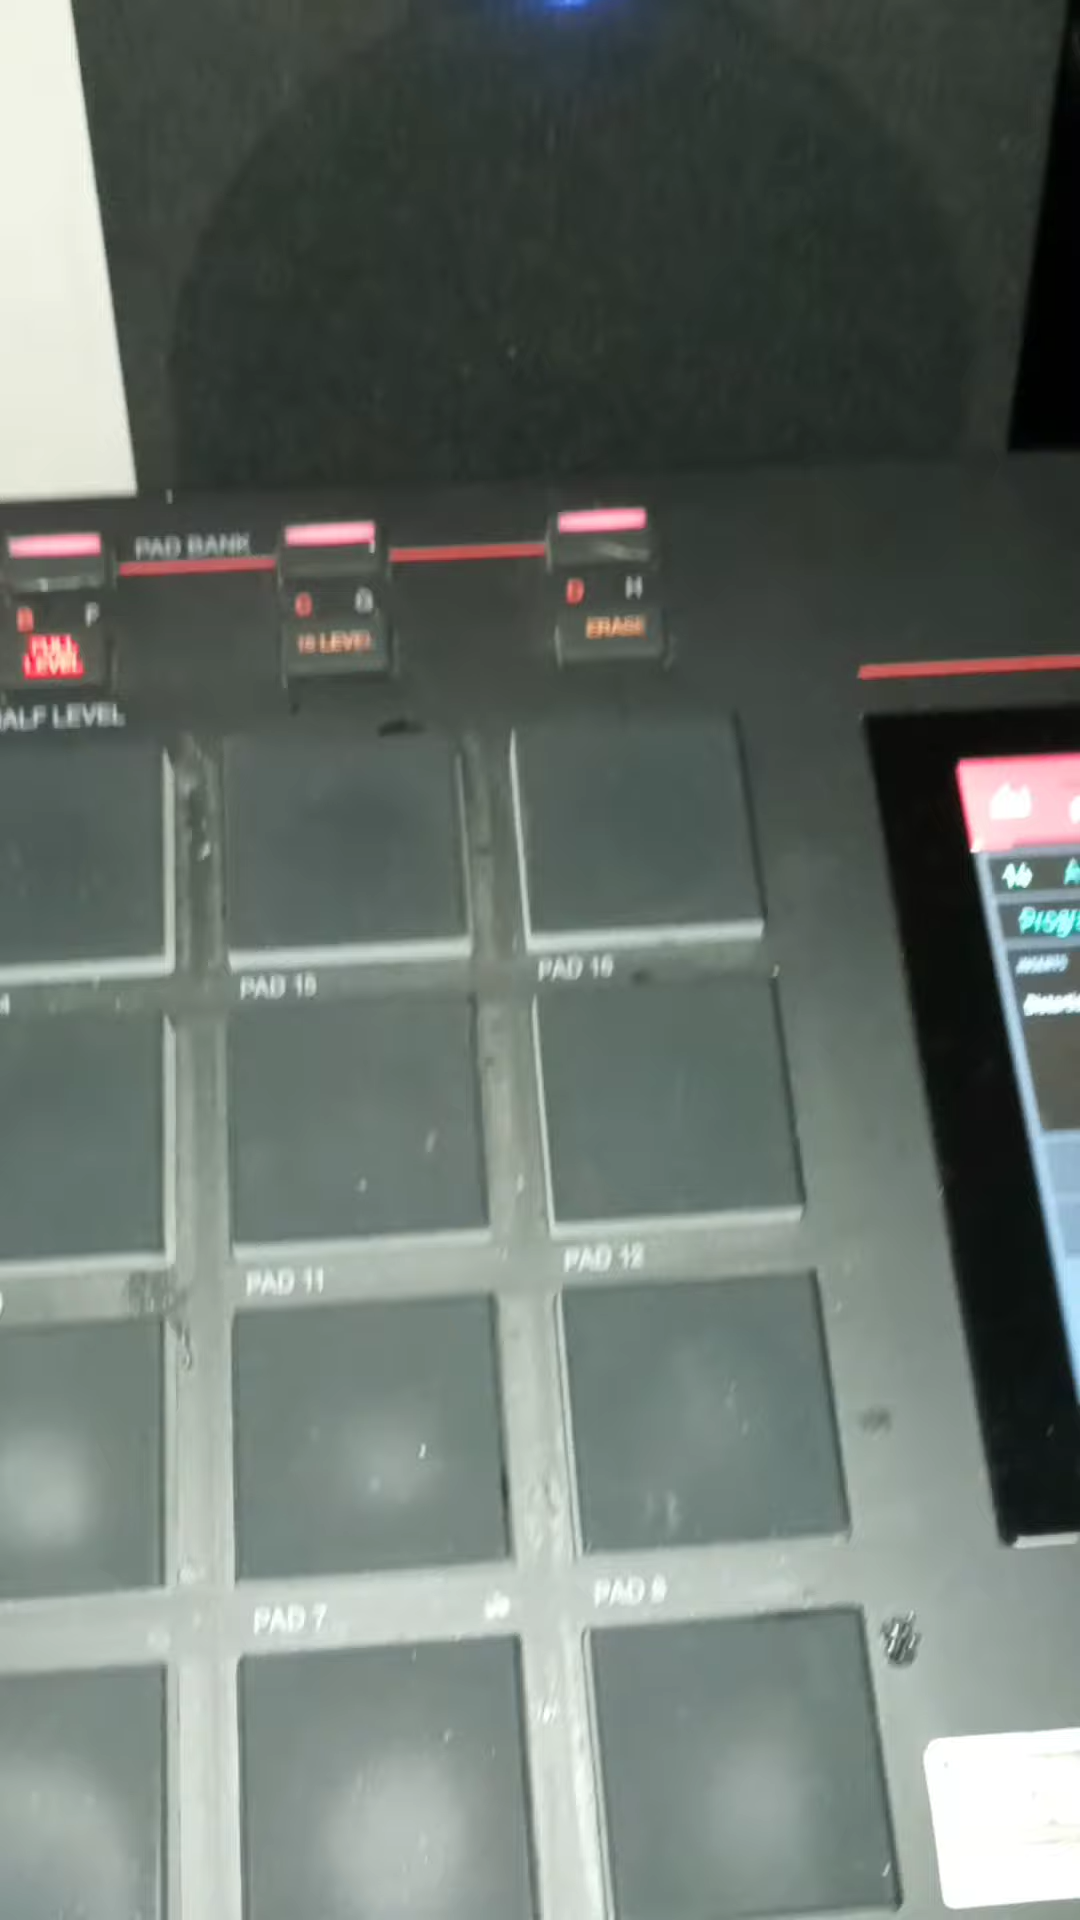 PAD BANK
B F
C G
D H
FULL
LEVEL
16 LEVEL
ERASE
HALF LEVEL
PAD 15
PAD 16
PAD 11
PAD 12
PAD 7
PAD 8